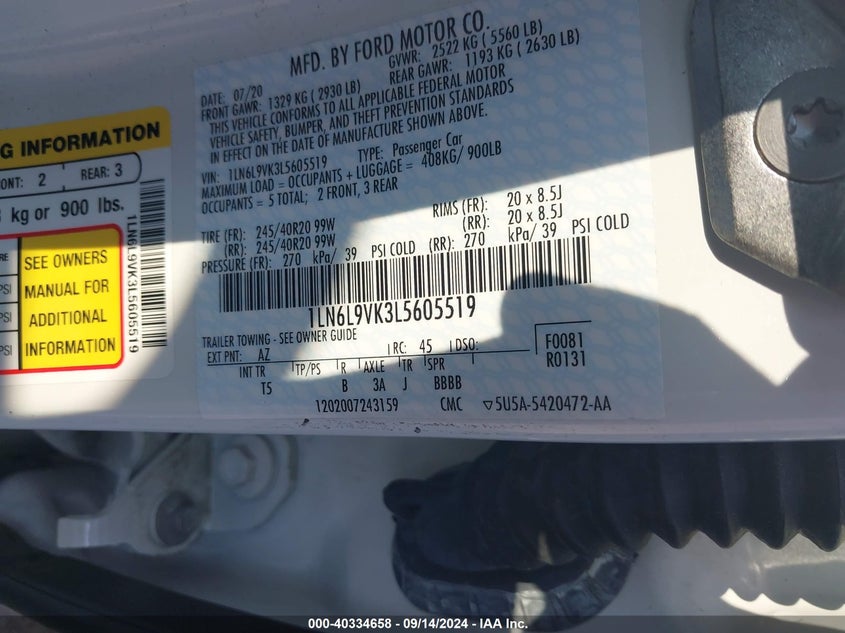 G INFORMATION
ONT: 2 REAR: 3
kg or 900 lbs.
SEE OWNERS
MANUAL FOR
ADDITIONAL
INFORMATION
PSI
PSI
PSI
1LN6L9VK3L5605519
MFD. BY FORD MOTOR CO.
DATE: 07/20 GVWR: 2522 KG ( 5560 LB)
FRONT GAWR: 1329 KG ( 2930 LB) REAR GAWR: 1193 KG ( 2630 LB)
THIS VEHICLE CONFORMS TO ALL APPLICABLE FEDERAL MOTOR
VEHICLE SAFETY, BUMPER, AND THEFT PREVENTION STANDARDS
IN EFFECT ON THE DATE OF MANUFACTURE SHOWN ABOVE.
VIN: 1LN6L9VK3L5605519 TYPE: Passenger Car
MAXIMUM LOAD = OCCUPANTS + LUGGAGE = 408KG/ 900LB
OCCUPANTS = 5 TOTAL; 2 FRONT, 3 REAR
TIRE (FR): 245/40R20 99W RIMS (FR): 20 x 8.5J
(RR): 245/40R20 99W (RR): 20 x 8.5J
PRESSURE (FR): 270 kPa/ 39 PSI COLD (RR): 270 kPa/ 39 PSI COLD
1LN6L9VK3L5605519
TRAILER TOWING - SEE OWNER GUIDE
EXT PNT: AZ RC: 45 DSO: F0081
INT TR TP/PS R AXLE TR SPR R0131
T5 B 3A J BBBB
1202007243159 CMC ▽5U5A-5420472-AA
000-40334658 - 09/14/2024 - IAA Inc.